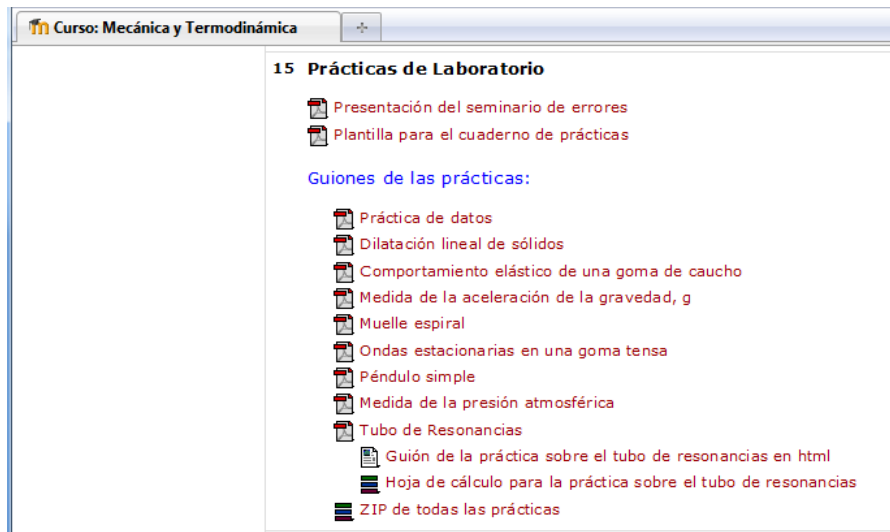 Curso: Mecánica y Termodinámica
15 Prácticas de Laboratorio
Presentación del seminario de errores
Plantilla para el cuaderno de prácticas
Guiones de las prácticas:
Práctica de datos
Dilatación lineal de sólidos
Comportamiento elástico de una goma de caucho
Medida de la aceleración de la gravedad, g
Muelle espiral
Ondas estacionarias en una goma tensa
Péndulo simple
Medida de la presión atmosférica
Tubo de Resonancias
Guión de la práctica sobre el tubo de resonancias en html
Hoja de cálculo para la práctica sobre el tubo de resonancias
ZIP de todas las prácticas